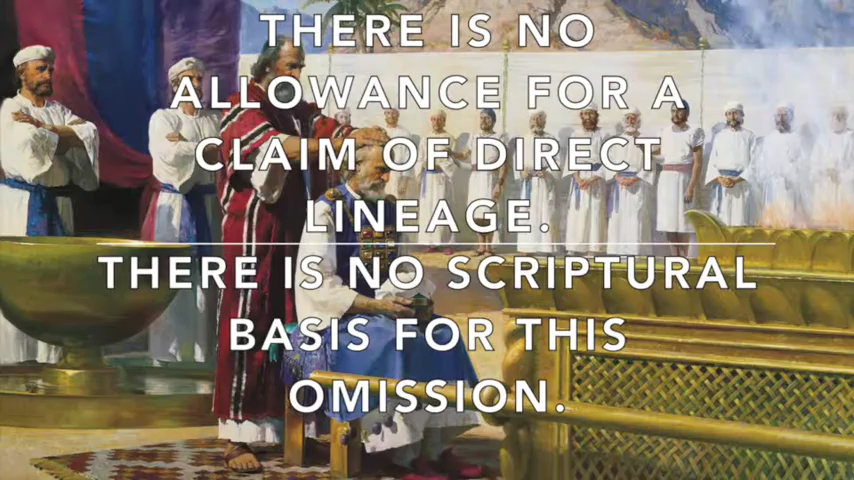 THERE IS NO
ALLOWANCE FOR A
CLAIM OF DIRECT
LINEAGE.
THERE IS NO SCRIPTURAL
BASIS FOR THIS
OMISSION.